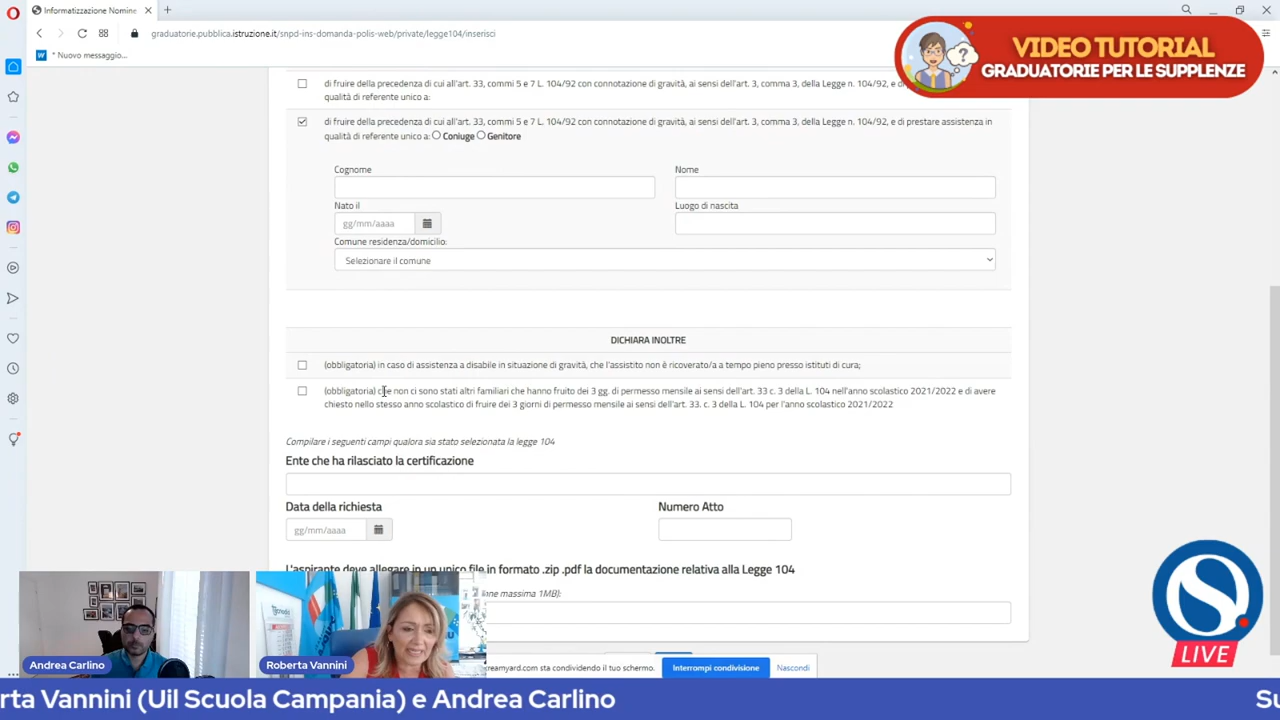 Informatizzazione Nomine
graduatorie.pubblica.istruzione.it/snpd-ins-domanda-polis-web/private/legge104/inserisci
* Nuovo messaggio...
VIDEO TUTORIAL
GRADUATORIE PER LE SUPPLENZE
di fruire della precedenza di cui all'art. 33, commi 5 e 7 L. 104/92 con connotazione di gravità, ai sensi dell'art. 3, comma 3, della Legge n. 104/92, e di
qualità di referente unico a:
di fruire della precedenza di cui all'art. 33, commi 5 e 7 L. 104/92 con connotazione di gravità, ai sensi dell'art. 3, comma 3, della Legge n. 104/92, e di prestare assistenza in
qualità di referente unico a: Coniuge Genitore
Cognome Nome
Nato il Luogo di nascita
gg/mm/aaaa
Comune residenza/domicilio:
Selezionare il comune
DICHIARA INOLTRE
(obbligatoria) in caso di assistenza a disabile in situazione di gravità, che l'assistito non è ricoverato/a a tempo pieno presso istituti di cura;
(obbligatoria) che non ci sono stati altri familiari che hanno fruito dei 3 gg. di permesso mensile ai sensi dell'art. 33 c. 3 della L. 104 nell'anno scolastico 2021/2022 e di avere
chiesto nello stesso anno scolastico di fruire dei 3 giorni di permesso mensile ai sensi dell'art. 33. c. 3 della L. 104 per l'anno scolastico 2021/2022
Compilare i seguenti campi qualora sia stato selezionata la legge 104
Ente che ha rilasciato la certificazione
Data della richiesta Numero Atto
gg/mm/aaaa
L'aspirante deve allegare in un unico file in formato .zip .pdf la documentazione relativa alla Legge 104
massima 1MB):
Andrea Carlino
Roberta Vannini
sta condividendo il tuo schermo. Interrompi condivisione Nascondi
LIVE
rta Vannini (Uil Scuola Campania) e Andrea Carlino